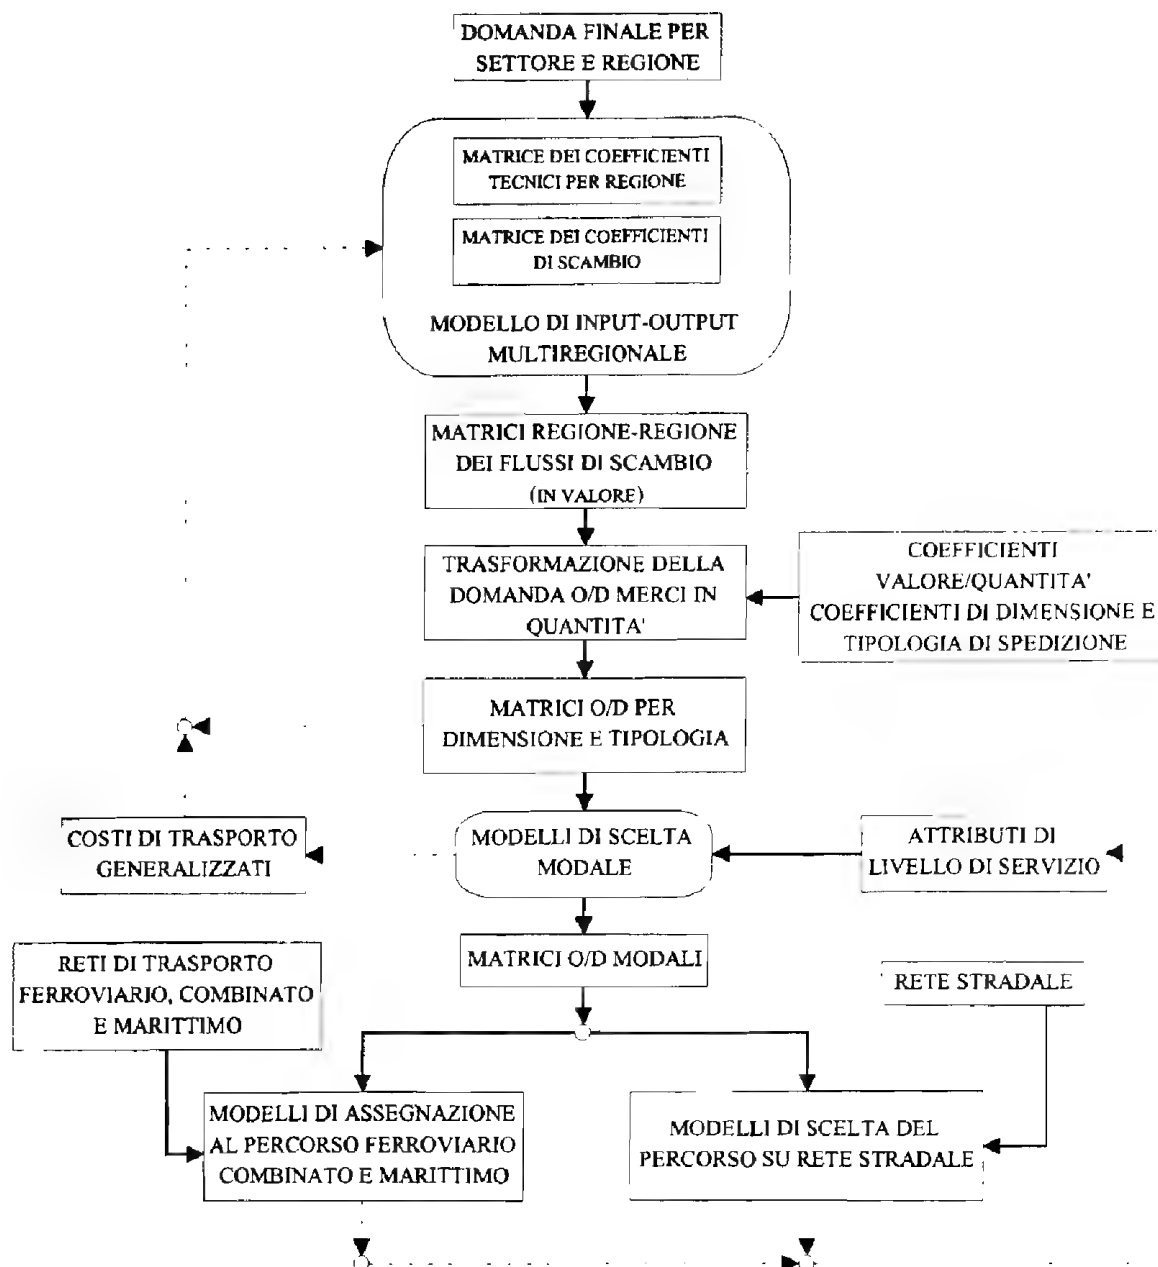 DOMANDA FINALE PER
SETTORE E REGIONE
MATRICE DEI COEFFICIENTI
TECNICI PER REGIONE
MATRICE DEI COEFFICIENTI
DI SCAMBIO
MODELLO DI INPUT-OUTPUT
MULTIREGIONALE
MATRICI REGIONE-REGIONE
DEI FLUSSI DI SCAMBIO
(IN VALORE)
TRASFORMAZIONE DELLA
DOMANDA O/D MERCI IN
QUANTITA'
COEFFICIENTI
VALORE/QUANTITA'
COEFFICIENTI DI DIMENSIONE E
TIPOLOGIA DI SPEDIZIONE
MATRICI O/D PER
DIMENSIONE E TIPOLOGIA
COSTI DI TRASPORTO
GENERALIZZATI
MODELLI DI SCELTA
MODALE
ATTRIBUTI DI
LIVELLO DI SERVIZIO
RETI DI TRASPORTO
FERROVIARIO, COMBINATO
E MARITTIMO
MATRICI O/D MODALI
RETE STRADALE
MODELLI DI ASSEGNAZIONE
AL PERCORSO FERROVIARIO
COMBINATO E MARITTIMO
MODELLI DI SCELTA DEL
PERCORSO SU RETE STRADALE